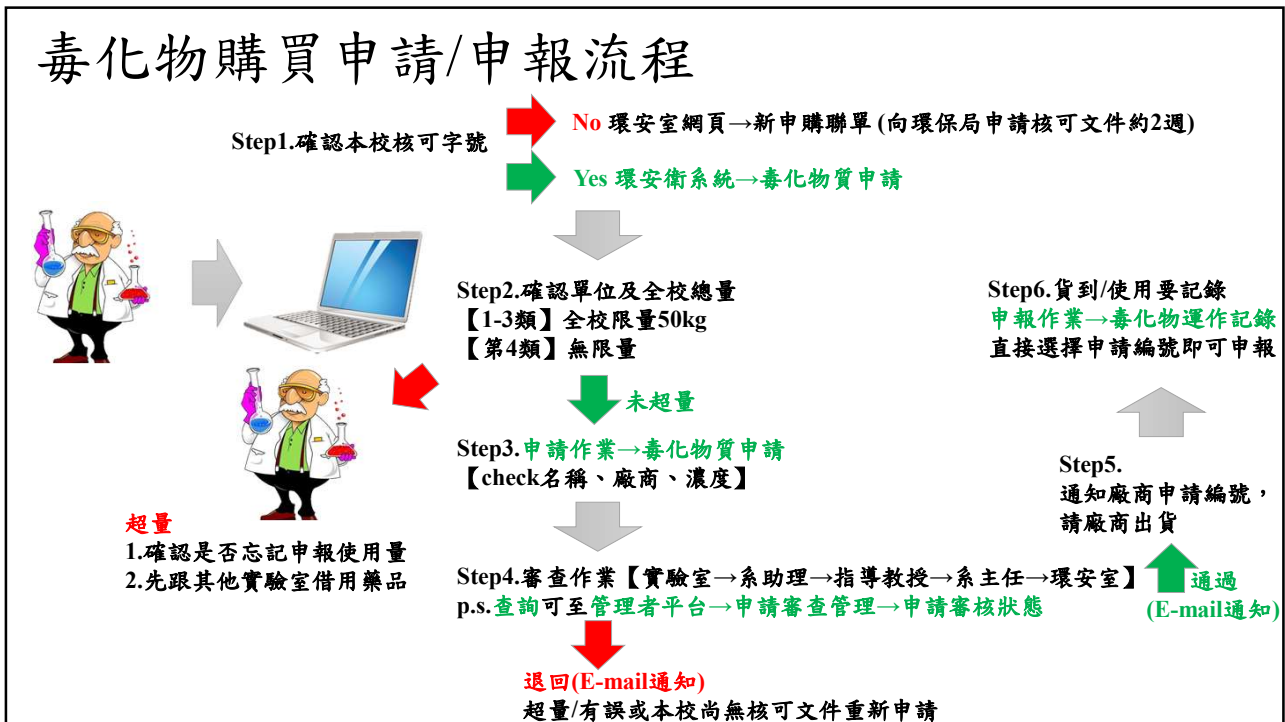 毒化物購買申請/申報流程
Step1.確認本校核可字號
No 環安室網頁→新申購聯單 (向環保局申請核可文件約2週)
Yes 環安衛系統→毒化物質申請
Step2.確認單位及全校總量
【1-3類】全校限量50kg
【第4類】無限量
未超量
超量
1.確認是否忘記申報使用量
2.先跟其他實驗室借用藥品
Step3.申請作業→毒化物質申請
【check名稱、廠商、濃度】
Step4.審查作業【實驗室→系助理→指導教授→系主任→環安室】
p.s.查詢可至管理者平台→申請審查管理→申請審核狀態
退回(E-mail通知)
超量/有誤或本校尚無核可文件重新申請
通過
(E-mail通知)
Step5.
通知廠商申請編號，
請廠商出貨
Step6.貨到/使用要記錄
申報作業→毒化物運作記錄
直接選擇申請編號即可申報